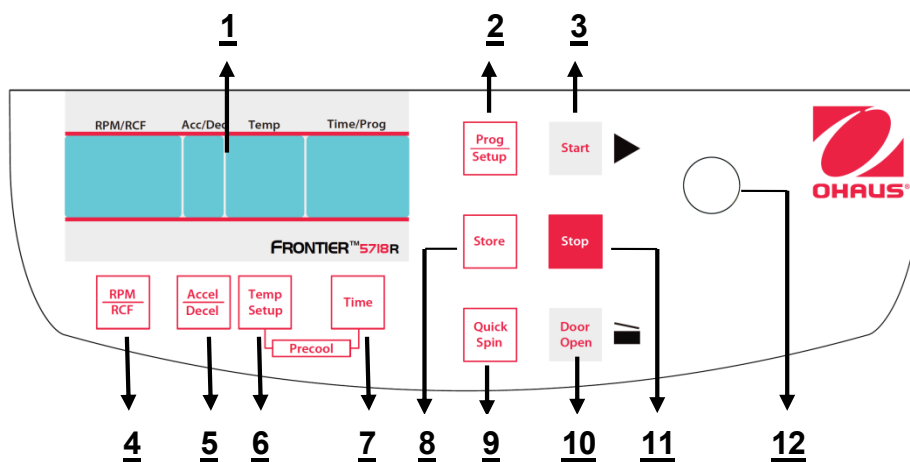 1 2 3
RPM/RCF Acc/Dec Temp Time/Prog
FRONTIER™5718R
Prog
Setup
Start
OHAUS®
Store
Stop
RPM
RCF
Accel
Decel
Temp
Setup
Time
Precool
Quick
Spin
Door
Open
4 5 6 7 8 9 10 11 12